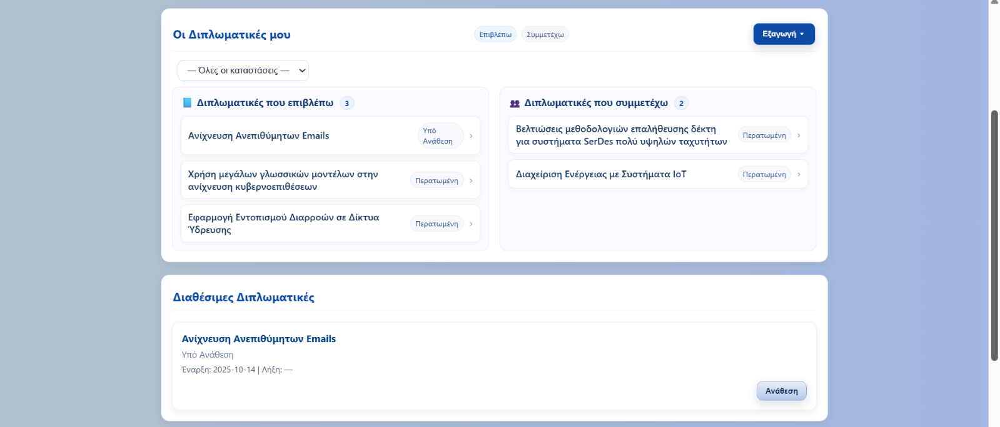 Οι Διπλωματικές μου
Επιβλέπω
Συμμετέχω
Εξαγωγή
— Όλες οι καταστάσεις —
Διπλωματικές που επιβλέπω 3
Ανίχνευση Ανεπιθύμητων Emails
Υπό
Ανάθεση
Χρήση μεγάλων γλωσσικών μοντέλων στην
ανίχνευση κυβερνοεπιθέσεων
Περατωμένη
Εφαρμογή Εντοπισμού Διαρροών σε Δίκτυα
Ύδρευσης
Περατωμένη
Διπλωματικές που συμμετέχω 2
Βελτιώσεις μεθοδολογιών επαλήθευσης δέκτη
για συστήματα SerDes πολύ υψηλών ταχυτήτων
Περατωμένη
Διαχείριση Ενέργειας με Συστήματα IoT
Περατωμένη
Διαθέσιμες Διπλωματικές
Ανίχνευση Ανεπιθύμητων Emails
Υπό Ανάθεση
Έναρξη: 2025-10-14 | Λήξη: —
Ανάθεση